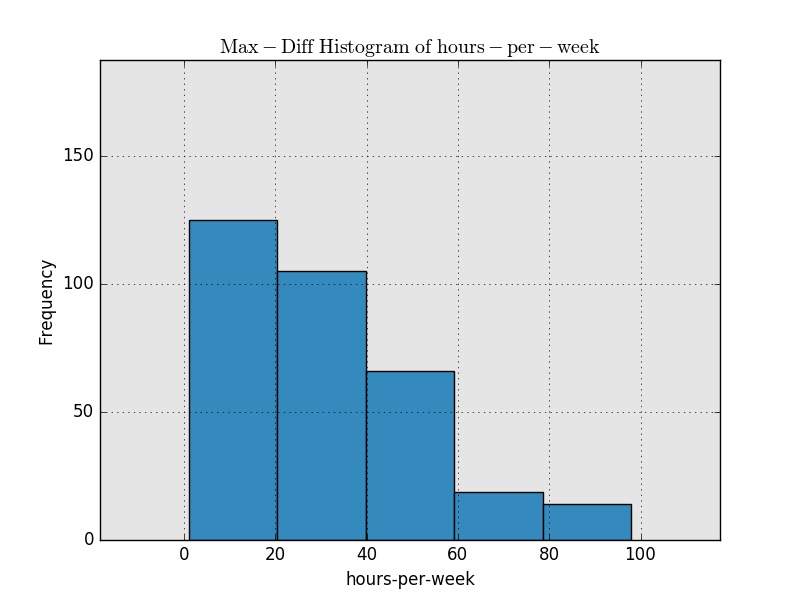 Max − Diff Histogram of hours − per − week
150
100
50
0
Frequency
0 20 40 60 80 100
hours-per-week